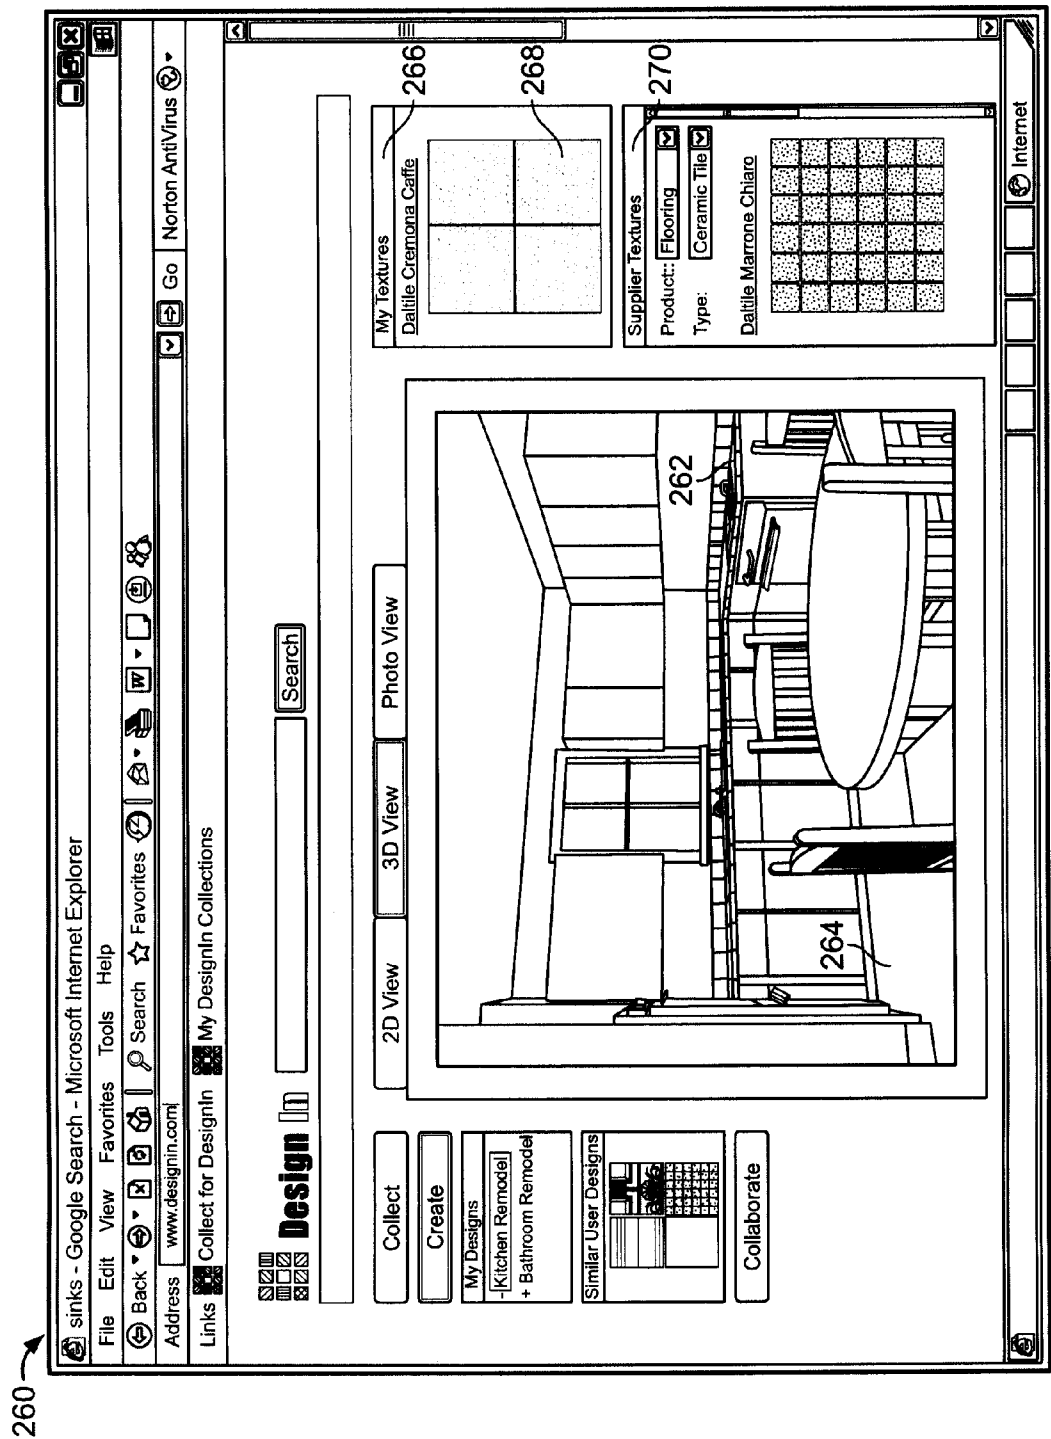 260
sinks - Google Search - Microsoft Internet Explorer
File Edit View Favorites Tools Help
Back Search Favorites W
Address www.designin.com Go Norton AntiVirus
Links Collect for DesignIn My DesignIn Collections
Design In
Search
Collect
Create
My Designs
- Kitchen Remodel
+ Bathroom Remodel
Similar User Designs
Collaborate
2D View
3D View
Photo View
262
264
My Textures
266
Daltile Cremona Caffe
268
Supplier Textures
270
Product:: Flooring
Type: Ceramic Tile
Daltile Marrone Chiaro
Internet